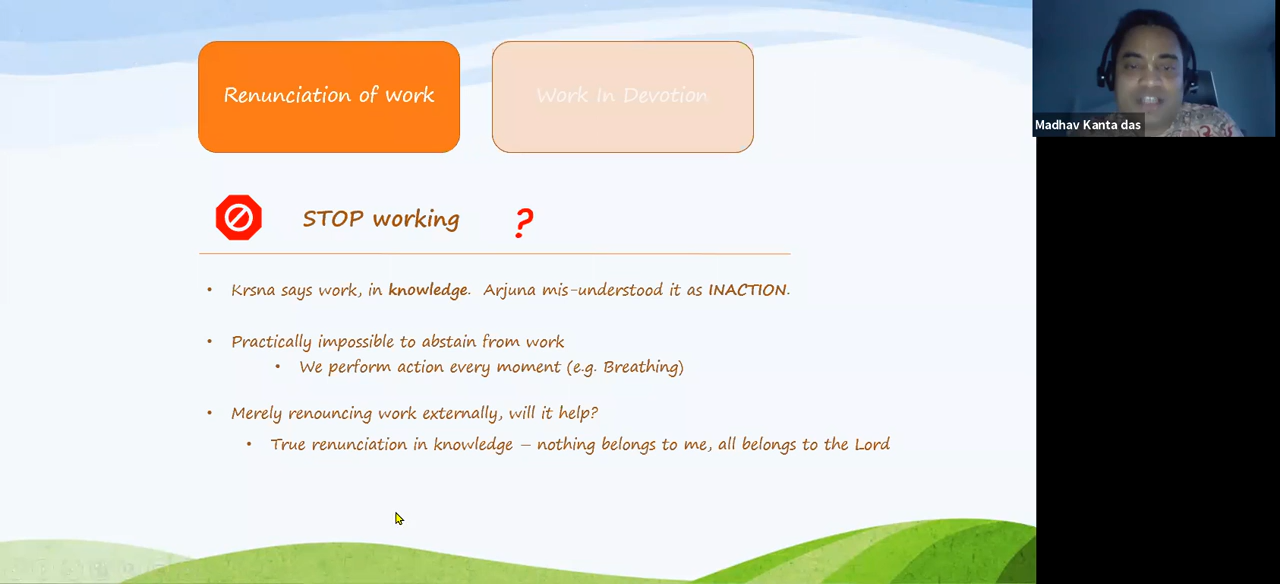 Renunciation of work
Work In Devotion
Madhav Kanta das
STOP working ?
• Krsna says work, in knowledge. Arjuna mis-understood it as INACTION.
• Practically impossible to abstain from work
• We perform action every moment (e.g. Breathing)
• Merely renouncing work externally, will it help?
• True renunciation in knowledge – nothing belongs to me, all belongs to the Lord